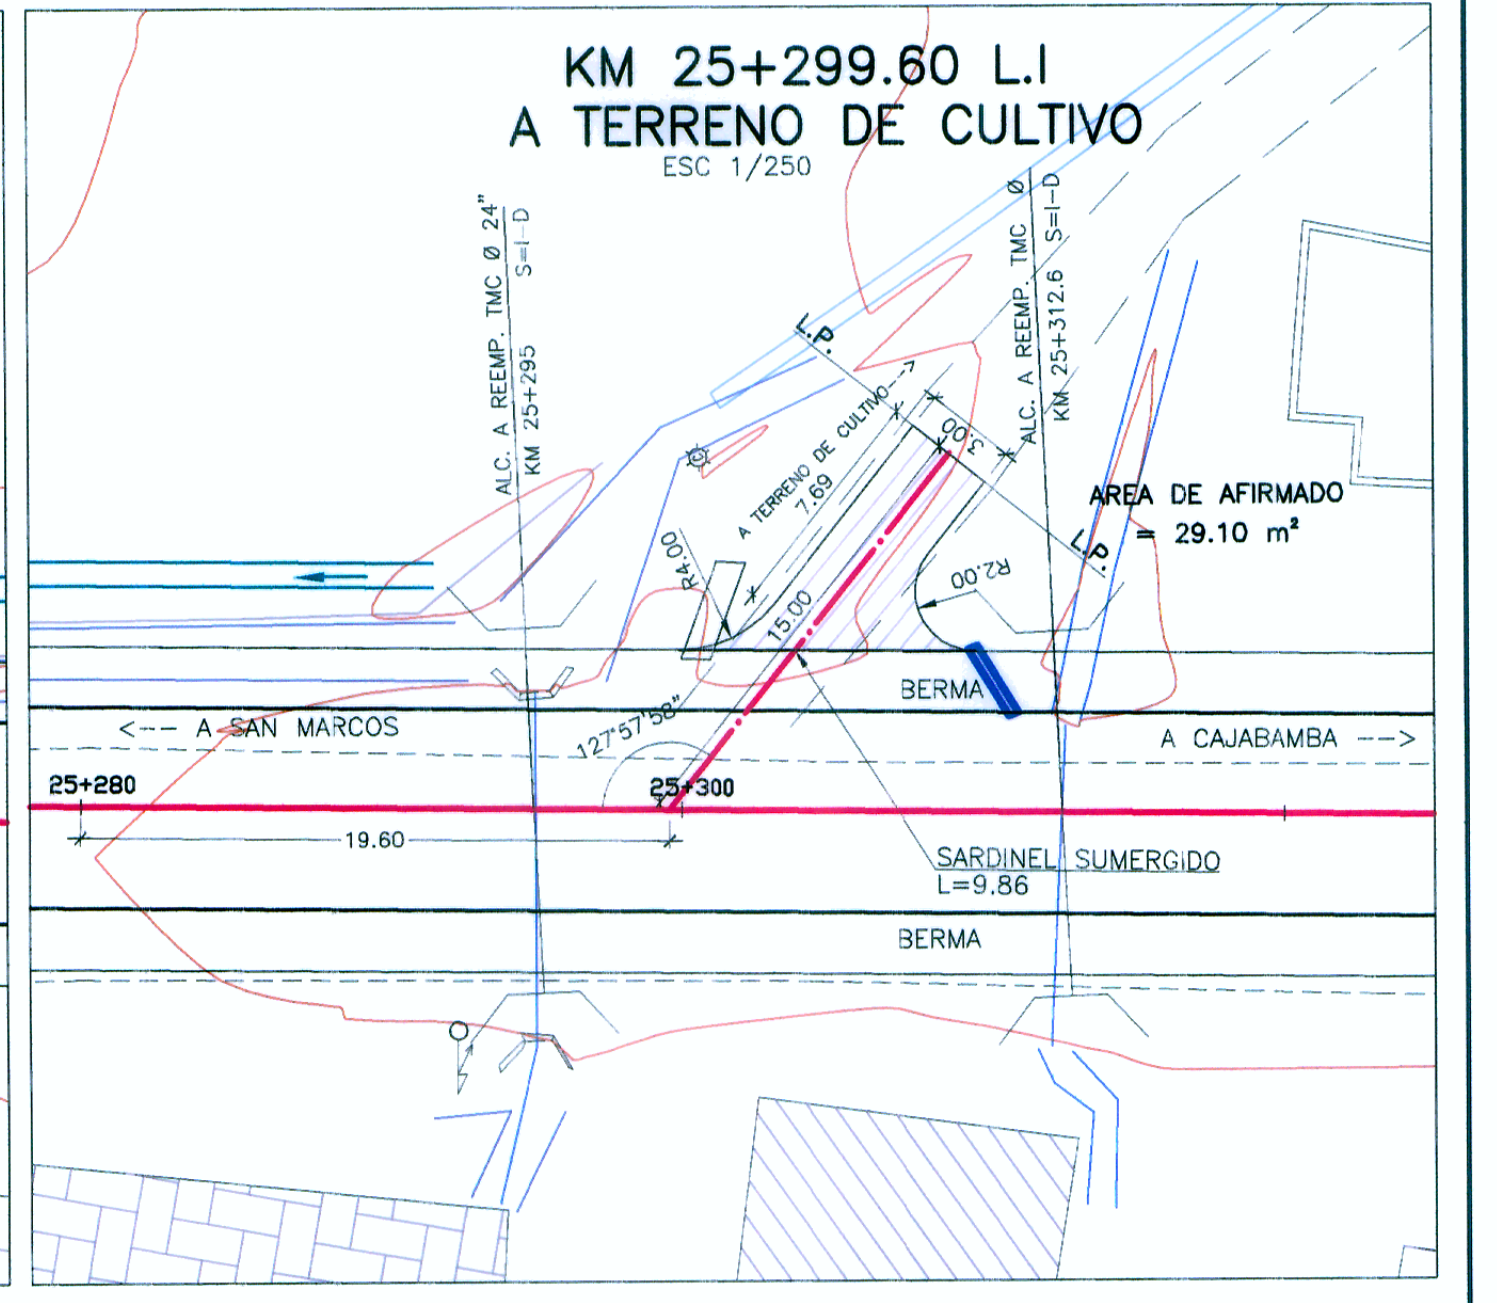 KM 25+299.60 L.I
A TERRENO DE CULTIVO
ESC 1/250
ALC. A REEMP. TMC Ø 24"
KM 25+295 S=I-D
ALC. A REEMP. TMC Ø
KM 25+312.6 S=I-D
L.P.
A TERRENO DE CULTIVO--->
7.69
3.00
AREA DE AFIRMADO
= 29.10 m²
L.P.
R4.00
R2.00
15.00
BERMA
127°57'58"
<--- A SAN MARCOS
A CAJABAMBA --->
25+280
25+300
19.60
SARDINEL SUMERGIDO
L=9.86
BERMA